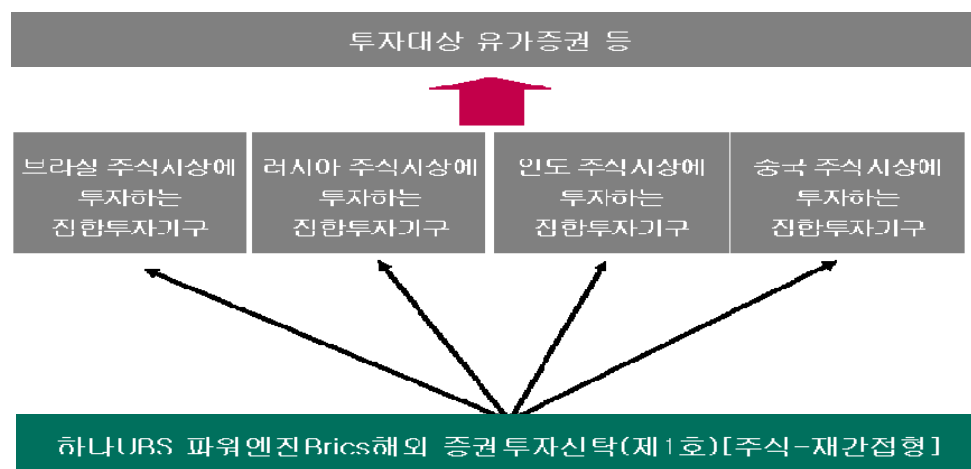 투자대상 유가증권 등
브라질 주식시장에
투자하는
집합투자기구
러시아 주식시장에
투자하는
집합투자기구
인도 주식시장에
투자하는
집합투자기구
중국 주식시장에
투자하는
집합투자기구
하나UBS 파워엔진Brics해외 증권투자신탁(제1호)[주식-재간접형]